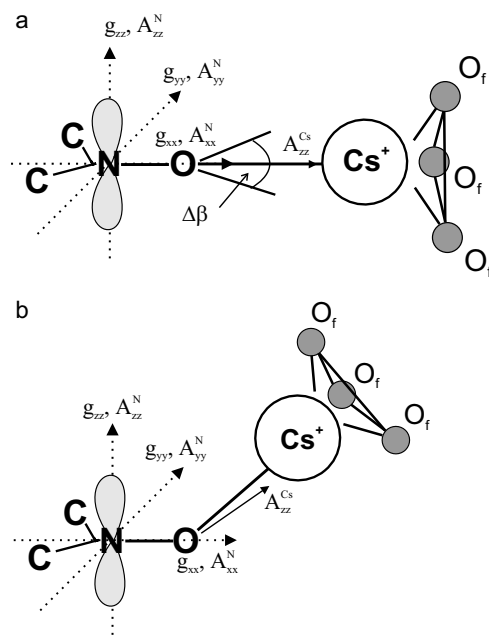 a
g_zz, A_zz^N
g_yy, A_yy^N
O_f
C
g_xx, A_xx^N
A_zz^Cs
N
O
Cs⁺
C
O_f
Δβ
O_f
b
O_f
O_f
g_zz, A_zz^N
O_f
g_yy, A_yy^N
Cs⁺
C
A_zz^Cs
N
O
C
g_xx, A_xx^N